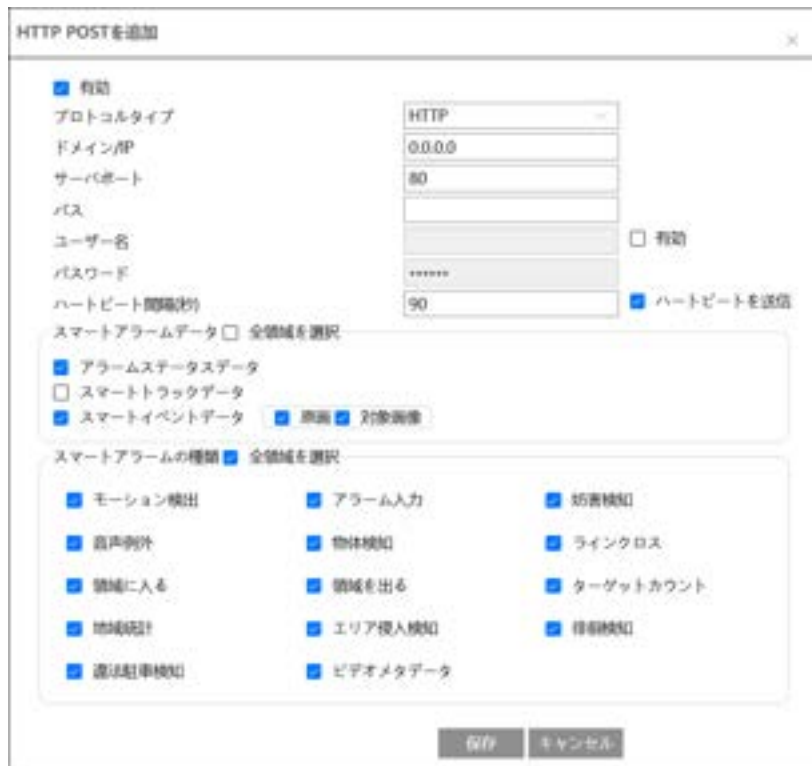 HTTP POSTを追加
有効
プロトコルタイプ HTTP
ドメイン/IP 0.0.0.0
サーバポート 80
パス
ユーザー名 有効
パスワード ••••••
ハートビート間隔(秒) 90 ハートビートを送信
スマートアラームデータ 全領域を選択
アラームステータスデータ
スマートトラックデータ
スマートイベントデータ 原画 対象画像
スマートアラームの種類 全領域を選択
モーション検出 アラーム入力 妨害検知
音声例外 物体検知 ラインクロス
領域に入る 領域を出る ターゲットカウント
地域統計 エリア侵入検知 徘徊検知
違法駐車検知 ビデオメタデータ
保存 キャンセル